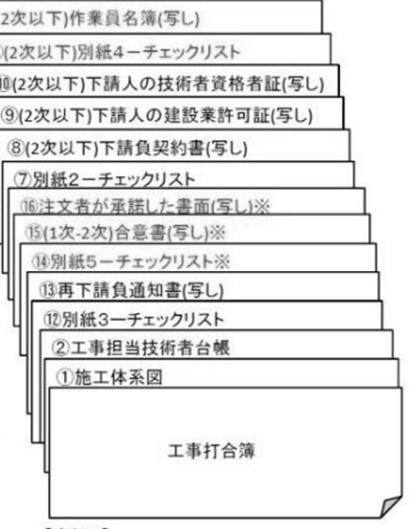 2次以下)作業員名簿(写し)
(2次以下)別紙4ーチェックリスト
⑩(2次以下)下請人の技術者資格者証(写し)
⑨(2次以下)下請人の建設業許可証(写し)
⑧(2次以下)下請負契約書(写し)
⑦別紙2ーチェックリスト
⑯注文者が承諾した書面(写し)※
⑮(1次-2次)合意書(写し)※
⑭別紙5ーチェックリスト※
⑬再下請負通知書(写し)
⑫別紙3ーチェックリスト
②工事担当技術者台帳
①施工体系図
工事打合簿